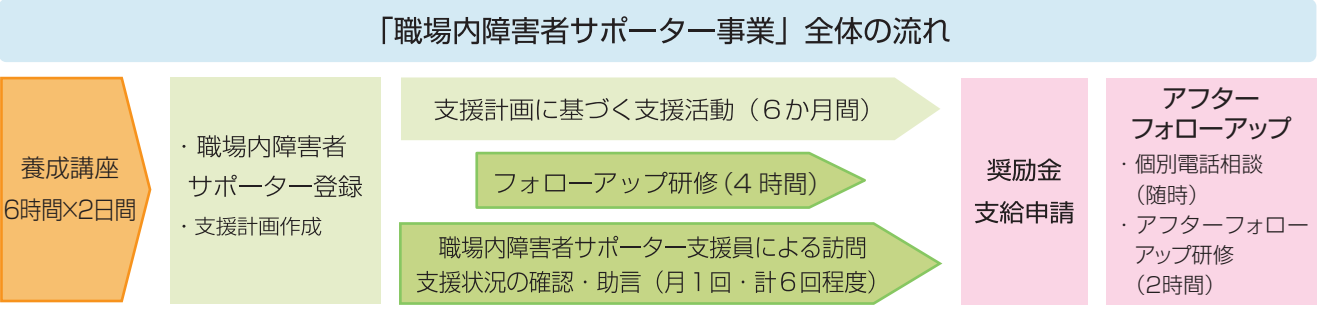 「職場内障害者サポーター事業」全体の流れ
養成講座
6時間×2日間
・職場内障害者
サポーター登録
・支援計画作成
支援計画に基づく支援活動（６か月間）
フォローアップ研修（4 時間）
職場内障害者サポーター支援員による訪問
支援状況の確認・助言（月１回・計６回程度）
奨励金
支給申請
アフター
フォローアップ
・個別電話相談
（随時）
・アフターフォロー
アップ研修
（2時間）